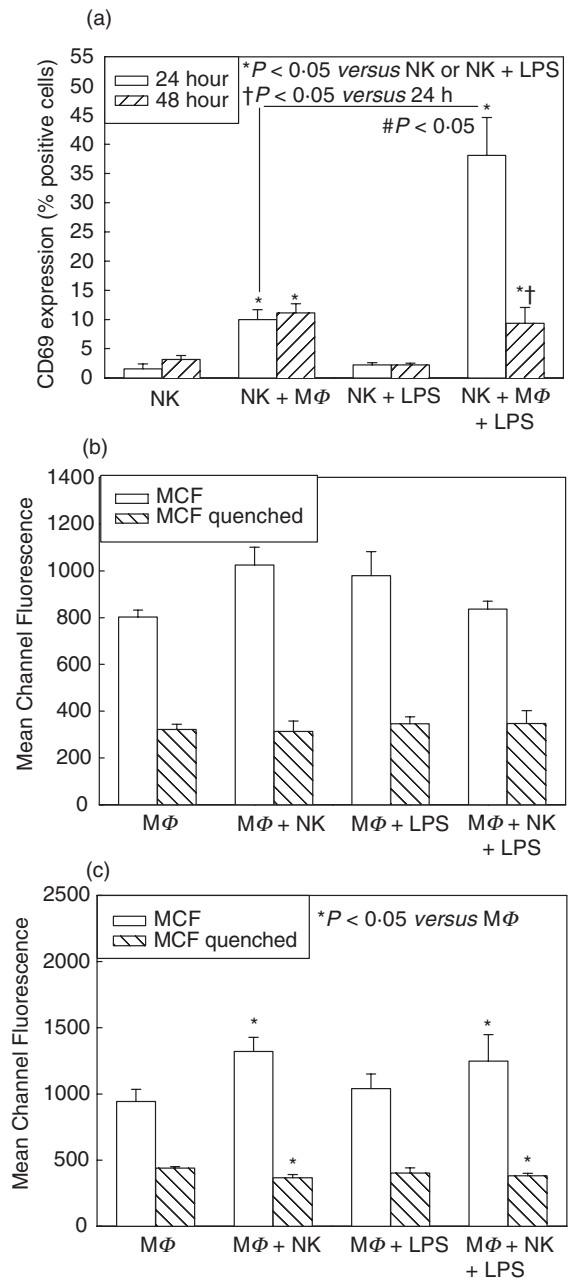 (a)
CD69 expression (% positive cells)
55
50
45
40
35
30
25
20
15
10
5
0
24 hour
48 hour
*P < 0·05 versus NK or NK + LPS
†P < 0·05 versus 24 h
#P < 0·05
*
*
*
*†
NK
NK + MΦ
NK + LPS
NK + MΦ
+ LPS
(b)
Mean Channel Fluorescence
1400
1200
1000
800
600
400
200
0
MCF
MCF quenched
MΦ
MΦ + NK
MΦ + LPS
MΦ + NK
+ LPS
(c)
Mean Channel Fluorescence
2500
2000
1500
1000
500
0
MCF
MCF quenched
*P < 0·05 versus MΦ
*
*
*
*
MΦ
MΦ + NK
MΦ + LPS
MΦ + NK
+ LPS